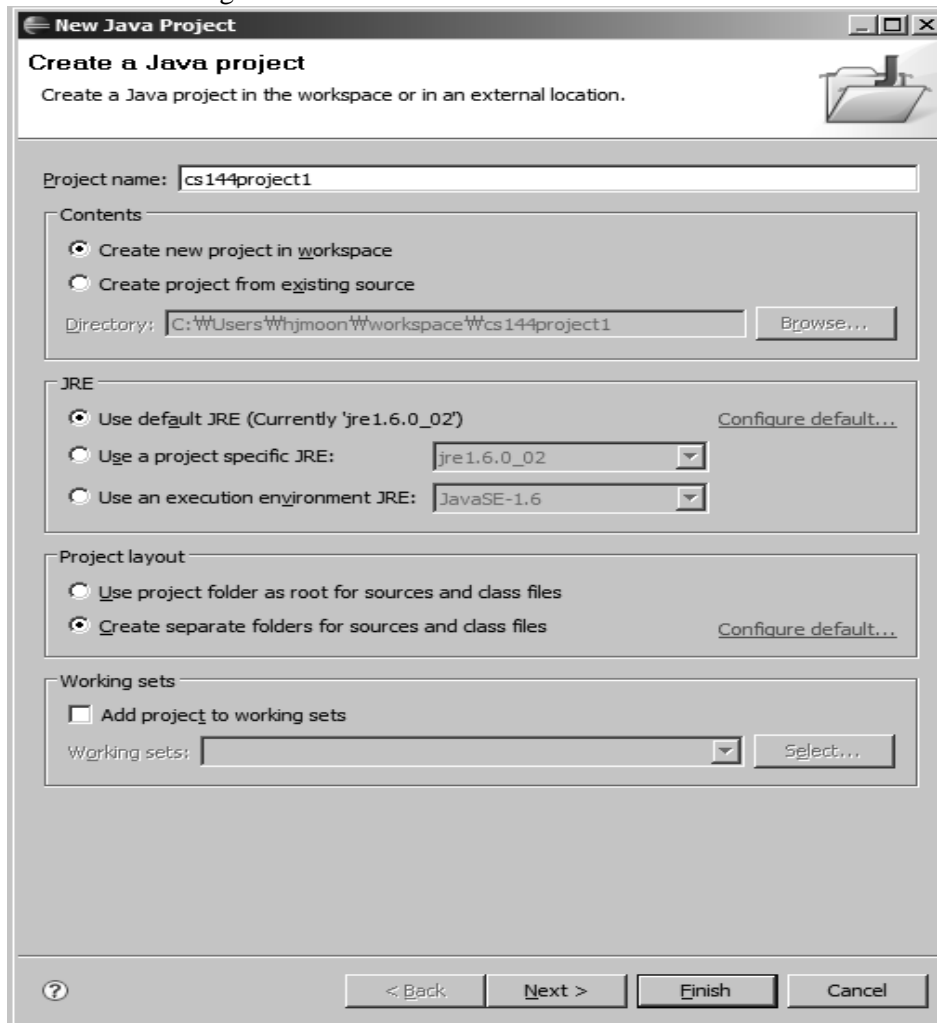 New Java Project
Create a Java project
Create a Java project in the workspace or in an external location.
Project name: cs144project1
Contents
Create new project in workspace
Create project from existing source
Directory: C:₩Users₩hjmoon₩workspace₩cs144project1 Browse...
JRE
Use default JRE (Currently 'jre1.6.0_02') Configure default...
Use a project specific JRE: jre1.6.0_02
Use an execution environment JRE: JavaSE-1.6
Project layout
Use project folder as root for sources and class files
Create separate folders for sources and class files Configure default...
Working sets
Add project to working sets
Working sets: Select...
? < Back Next > Finish Cancel